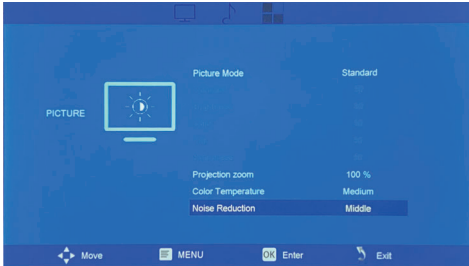 Picture Mode Standard
PICTURE
Projection zoom 100 %
Color Temperature Medium
Noise Reduction Middle
Move MENU OK Enter Exit